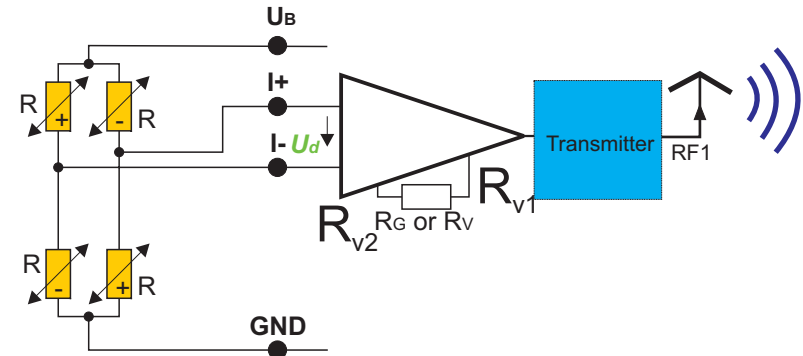 UB
I+
R
+
-
R
I- Ud
Transmitter
RF1
Rv1
RG or RV
Rv2
R
-
+
R
GND